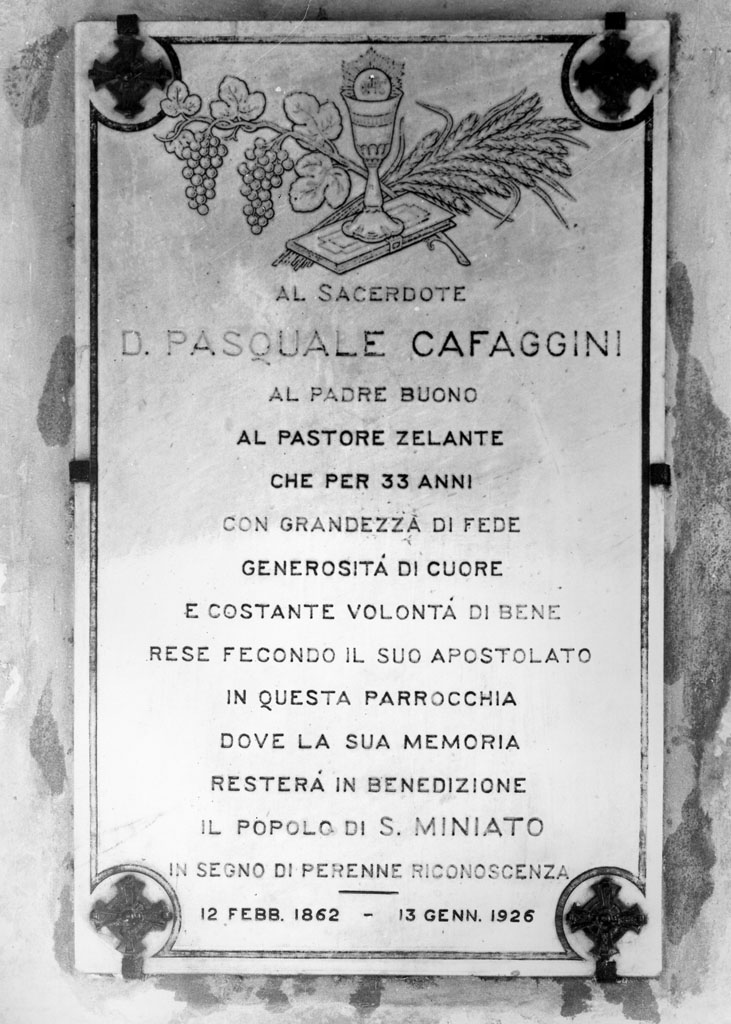 AL SACERDOTE
D. PASQUALE CAFAGGINI
AL PADRE BUONO
AL PASTORE ZELANTE
CHE PER 33 ANNI
CON GRANDEZZA DI FEDE
GENEROSITÁ DI CUORE
E COSTANTE VOLONTÁ DI BENE
RESE FECONDO IL SUO APOSTOLATO
IN QUESTA PARROCCHIA
DOVE LA SUA MEMORIA
RESTERÁ IN BENEDIZIONE
IL POPOLO DI S. MINIATO
IN SEGNO DI PERENNE RICONOSCENZA
12 FEBB. 1862 - 13 GENN. 1926